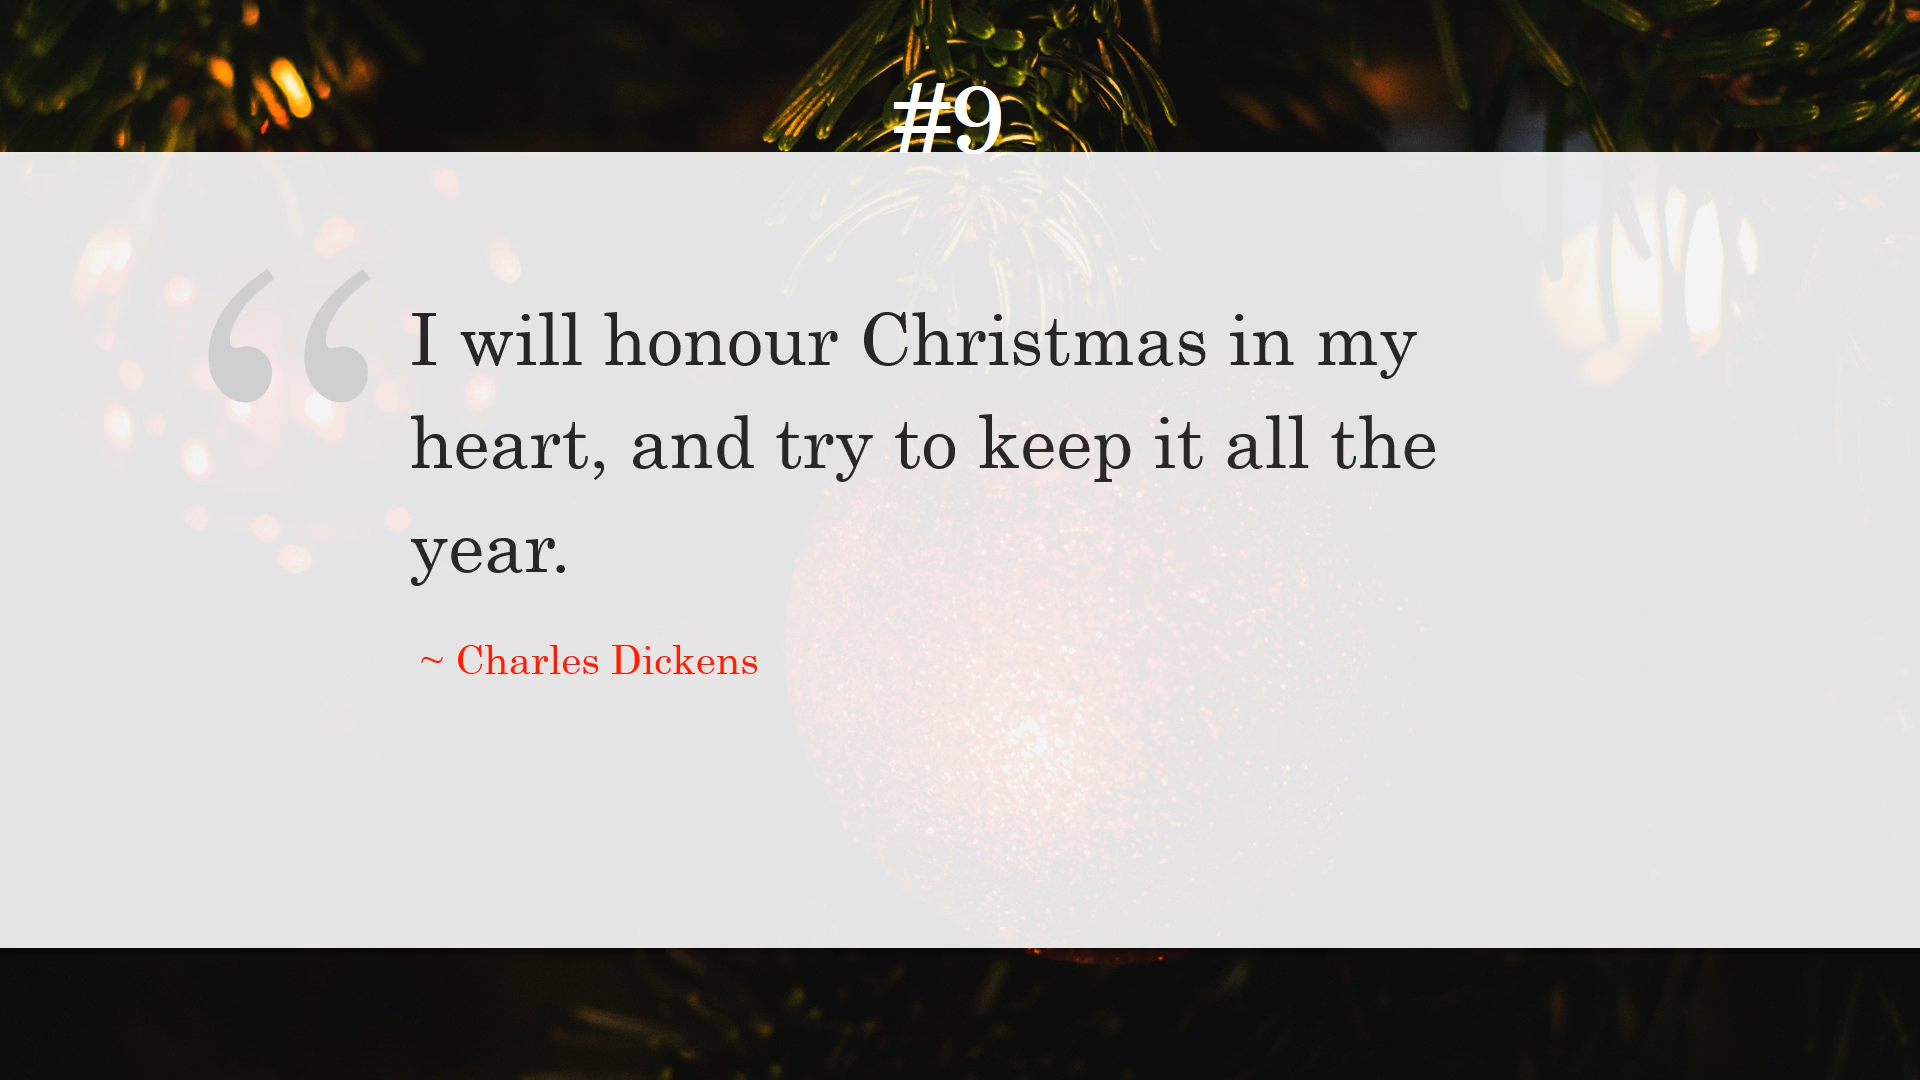 #9
“
I will honour Christmas in my
heart, and try to keep it all the
year.
~ Charles Dickens